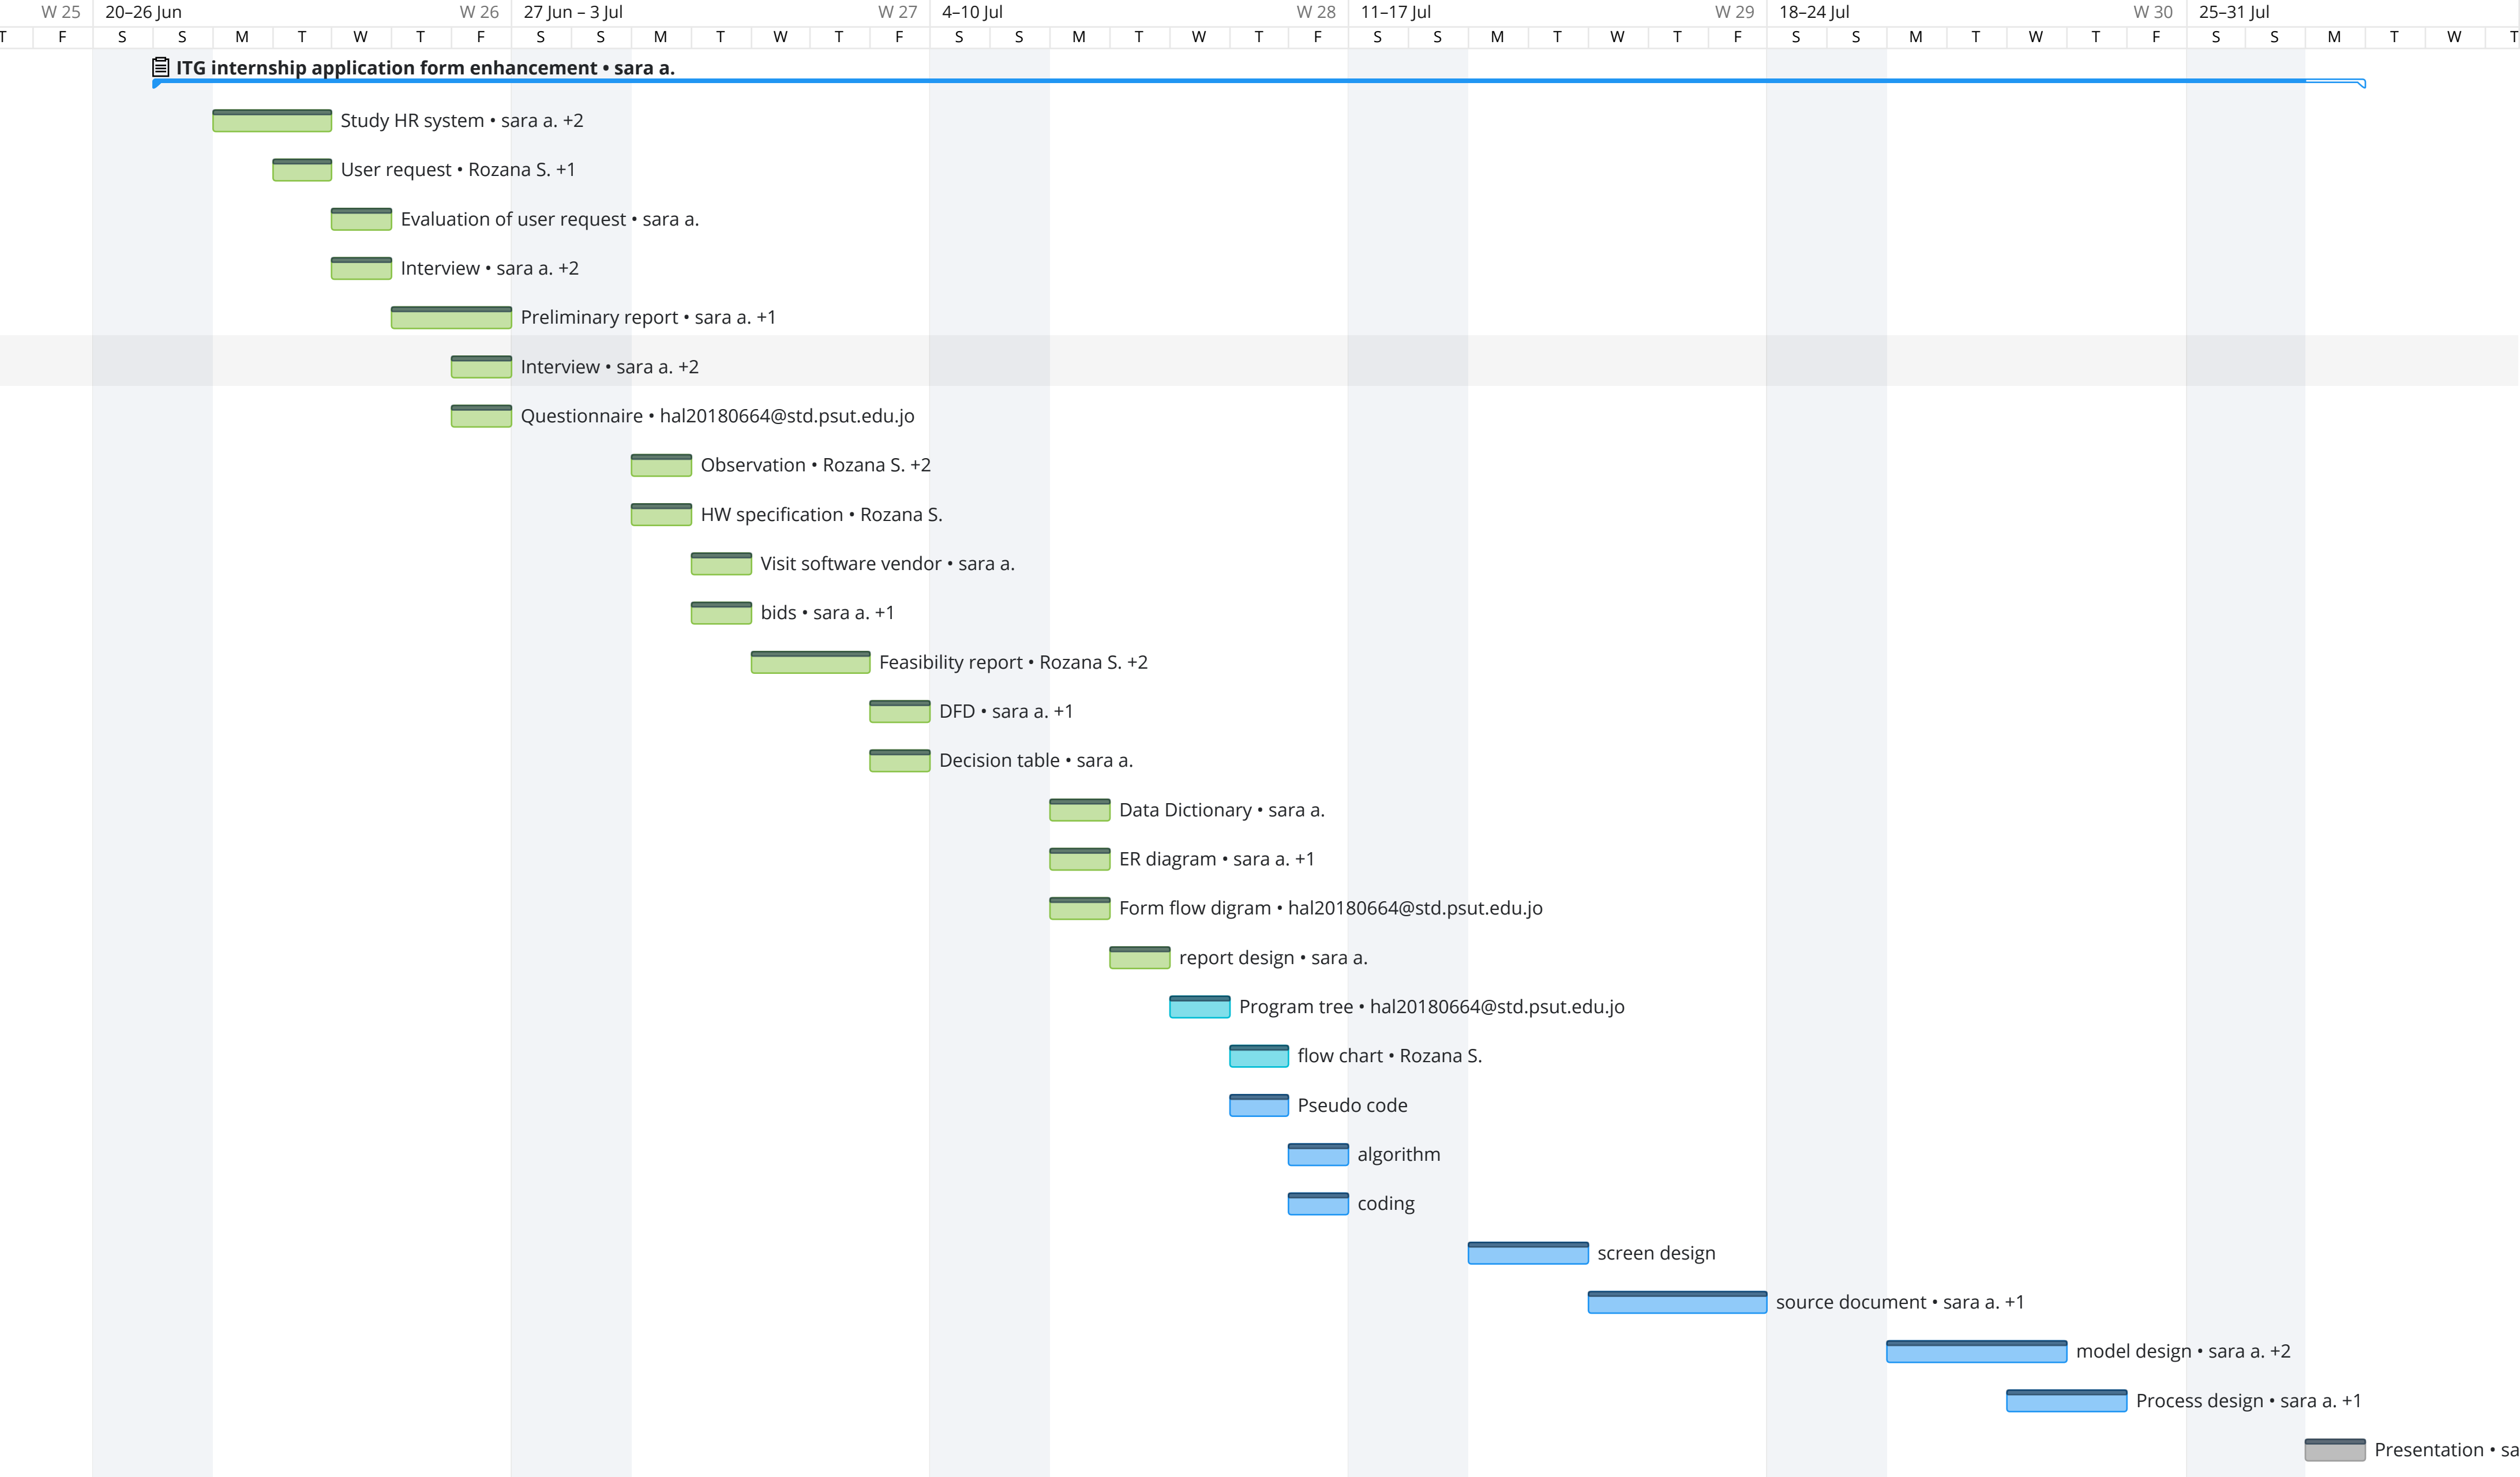 W 25 20–26 Jun W 26 27 Jun – 3 Jul W 27 4–10 Jul W 28 11–17 Jul W 29 18–24 Jul W 30 25–31 Jul
T F S S M T W T F S S M T W T F S S M T W T F S S M T W T F S S M T W T F S S M T W T
ITG internship application form enhancement • sara a.
Study HR system • sara a. +2
User request • Rozana S. +1
Evaluation of user request • sara a.
Interview • sara a. +2
Preliminary report • sara a. +1
Interview • sara a. +2
Questionnaire • hal20180664@std.psut.edu.jo
Observation • Rozana S. +2
HW specification • Rozana S.
Visit software vendor • sara a.
bids • sara a. +1
Feasibility report • Rozana S. +2
DFD • sara a. +1
Decision table • sara a.
Data Dictionary • sara a.
ER diagram • sara a. +1
Form flow digram • hal20180664@std.psut.edu.jo
report design • sara a.
Program tree • hal20180664@std.psut.edu.jo
flow chart • Rozana S.
Pseudo code
algorithm
coding
screen design
source document • sara a. +1
model design • sara a. +2
Process design • sara a. +1
Presentation • sa